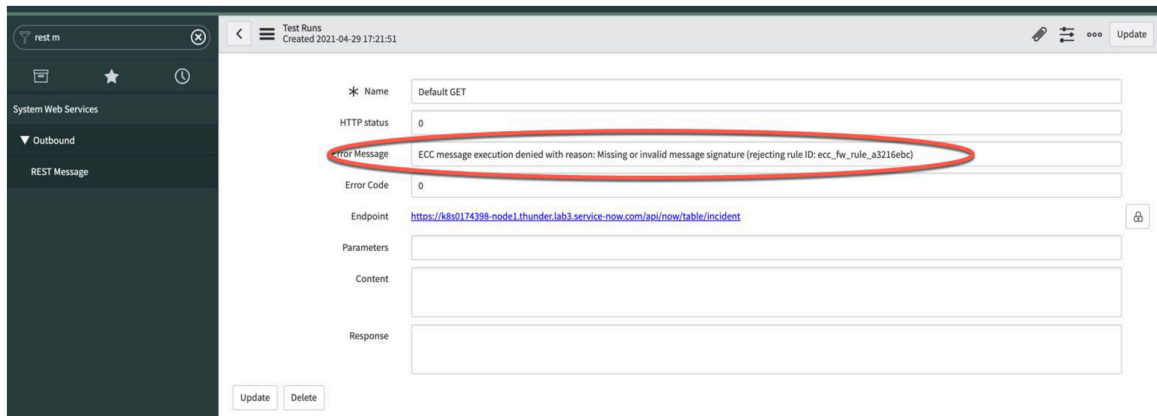 rest m
Test Runs
Created 2021-04-29 17:21:51
ooo
Update
System Web Services
Outbound
REST Message
Name
Default GET
HTTP status
0
Error Message
ECC message execution denied with reason: Missing or invalid message signature (rejecting rule ID: ecc_fw_rule_a3216ebc)
Error Code
0
Endpoint
https://k8s0174398-node1.thunder.lab3.service-now.com/api/now/table/incident
Parameters
Content
Response
Update
Delete